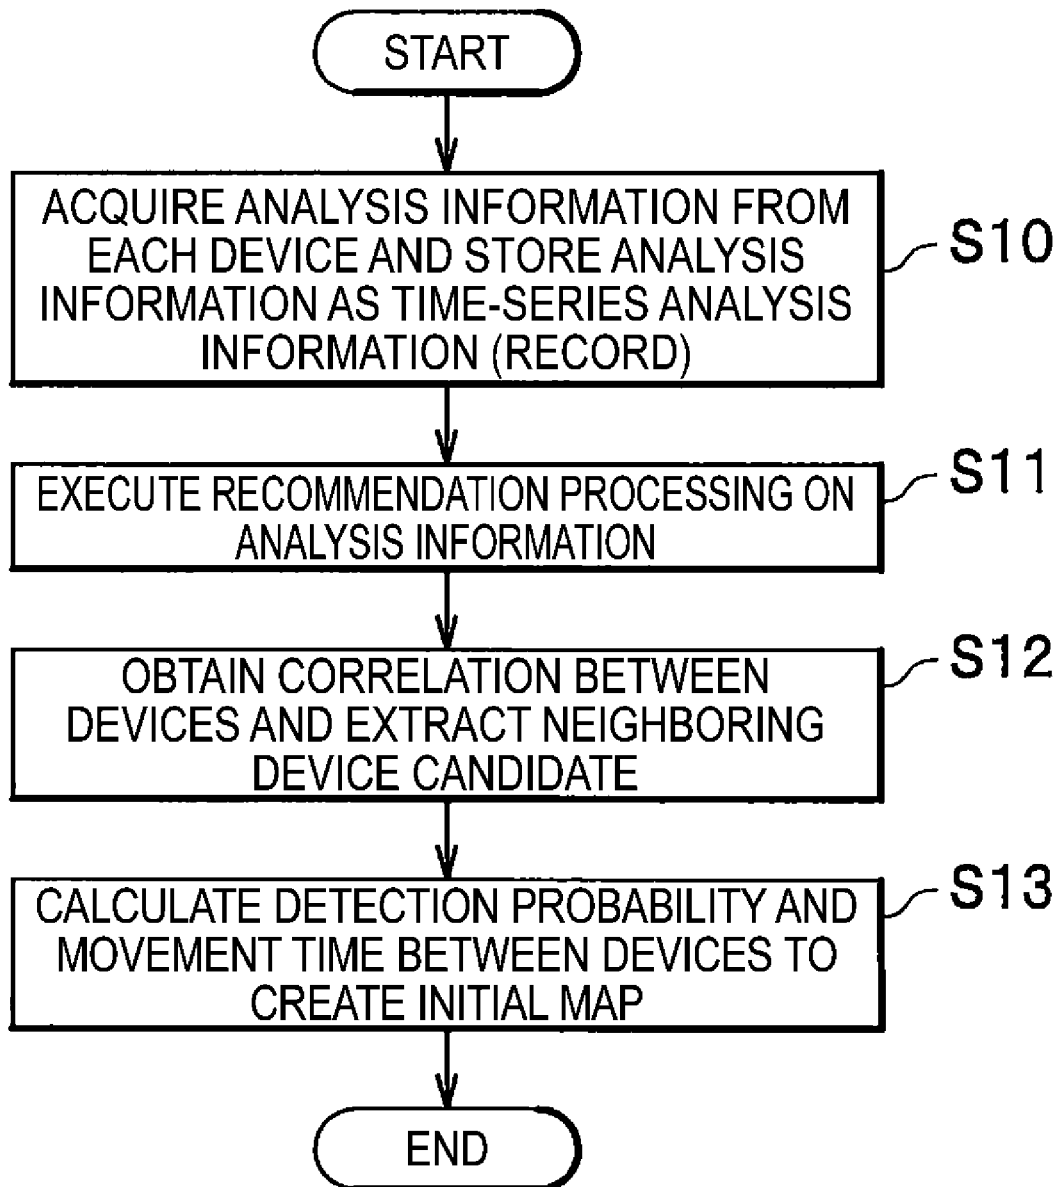 START
ACQUIRE ANALYSIS INFORMATION FROM
EACH DEVICE AND STORE ANALYSIS
INFORMATION AS TIME-SERIES ANALYSIS
INFORMATION (RECORD)
S10
EXECUTE RECOMMENDATION PROCESSING ON
ANALYSIS INFORMATION
S11
OBTAIN CORRELATION BETWEEN
DEVICES AND EXTRACT NEIGHBORING
DEVICE CANDIDATE
S12
CALCULATE DETECTION PROBABILITY AND
MOVEMENT TIME BETWEEN DEVICES TO
CREATE INITIAL MAP
S13
END